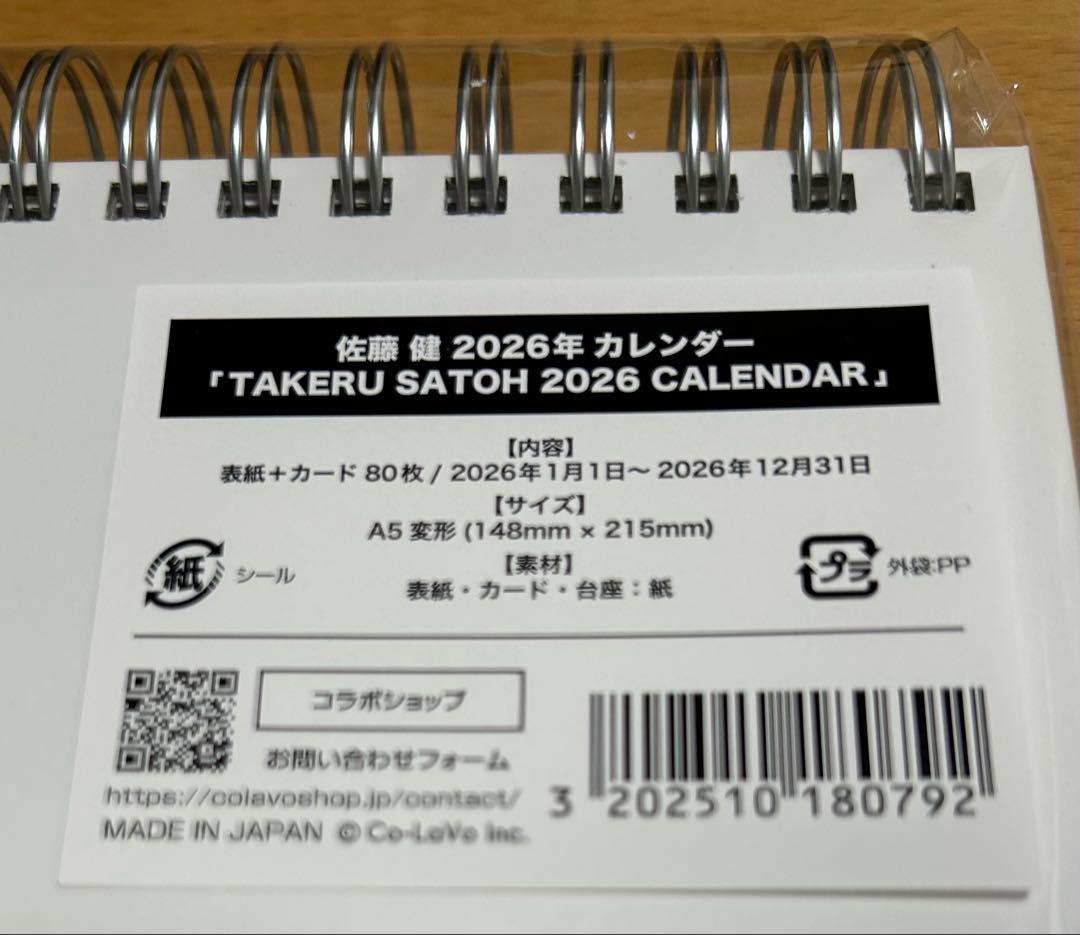 佐藤 健 2026年 カレンダー
「TAKERU SATOH 2026 CALENDAR」
【内容】
表紙+カード 80枚 / 2026年1月1日〜 2026年12月31日
【サイズ】
A5 変形 (148mm × 215mm)
【素材】
表紙・カード・台座：紙
紙 シール
プラ 外袋:PP
コラボショップ
お問い合わせフォーム
https://colavoshop.jp/contact/
MADE IN JAPAN © Co-LaVo Inc.
3 202510 180792